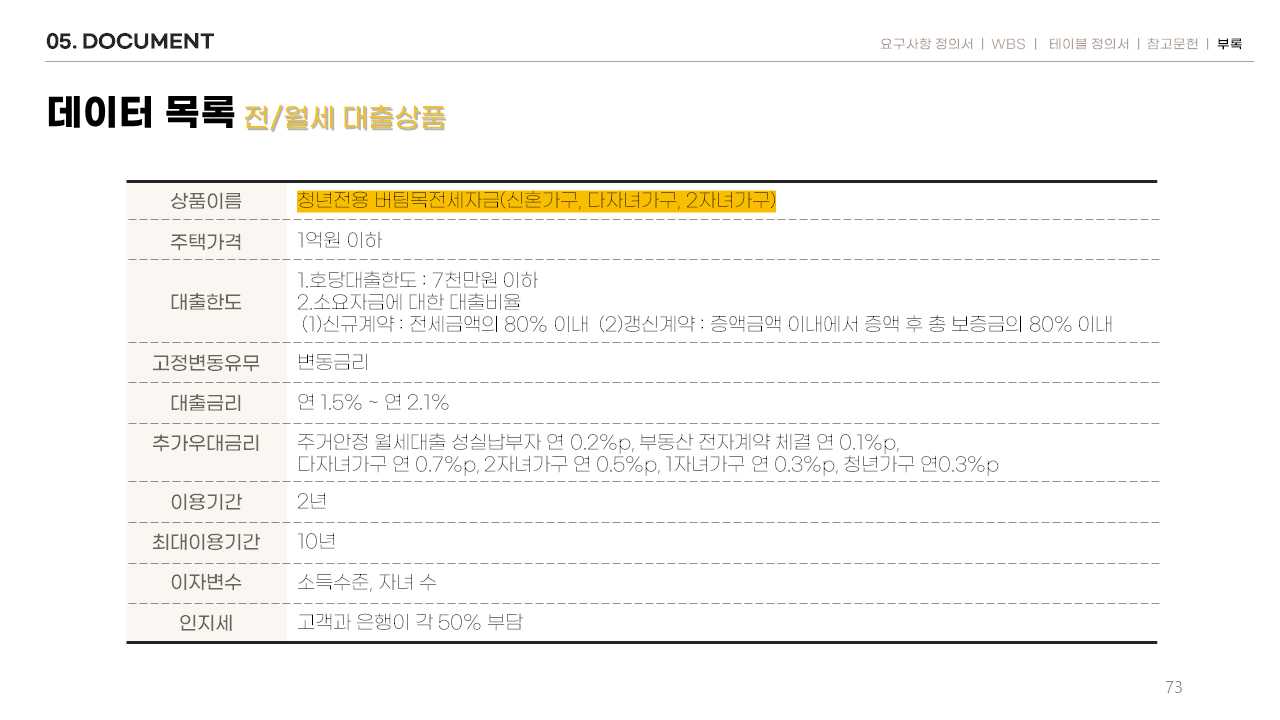 05. DOCUMENT
요구사항 정의서 | WBS | 테이블 정의서 | 참고문헌 | 부록
데이터 목록 전/월세 대출상품
상품이름 청년전용 버팀목전세자금(신혼가구, 다자녀가구, 2자녀가구)
주택가격 1억원 이하
대출한도
1.호당대출한도 : 7천만원 이하
2.소요자금에 대한 대출비율
(1)신규계약 : 전세금액의 80% 이내 (2)갱신계약 : 증액금액 이내에서 증액 후 총 보증금의 80% 이내
고정변동유무 변동금리
대출금리 연 1.5% ~ 연 2.1%
추가우대금리 주거안정 월세대출 성실납부자 연 0.2%p, 부동산 전자계약 체결 연 0.1%p,
다자녀가구 연 0.7%p, 2자녀가구 연 0.5%p, 1자녀가구 연 0.3%p, 청년가구 연0.3%p
이용기간 2년
최대이용기간 10년
이자변수 소득수준, 자녀 수
인지세 고객과 은행이 각 50% 부담
73